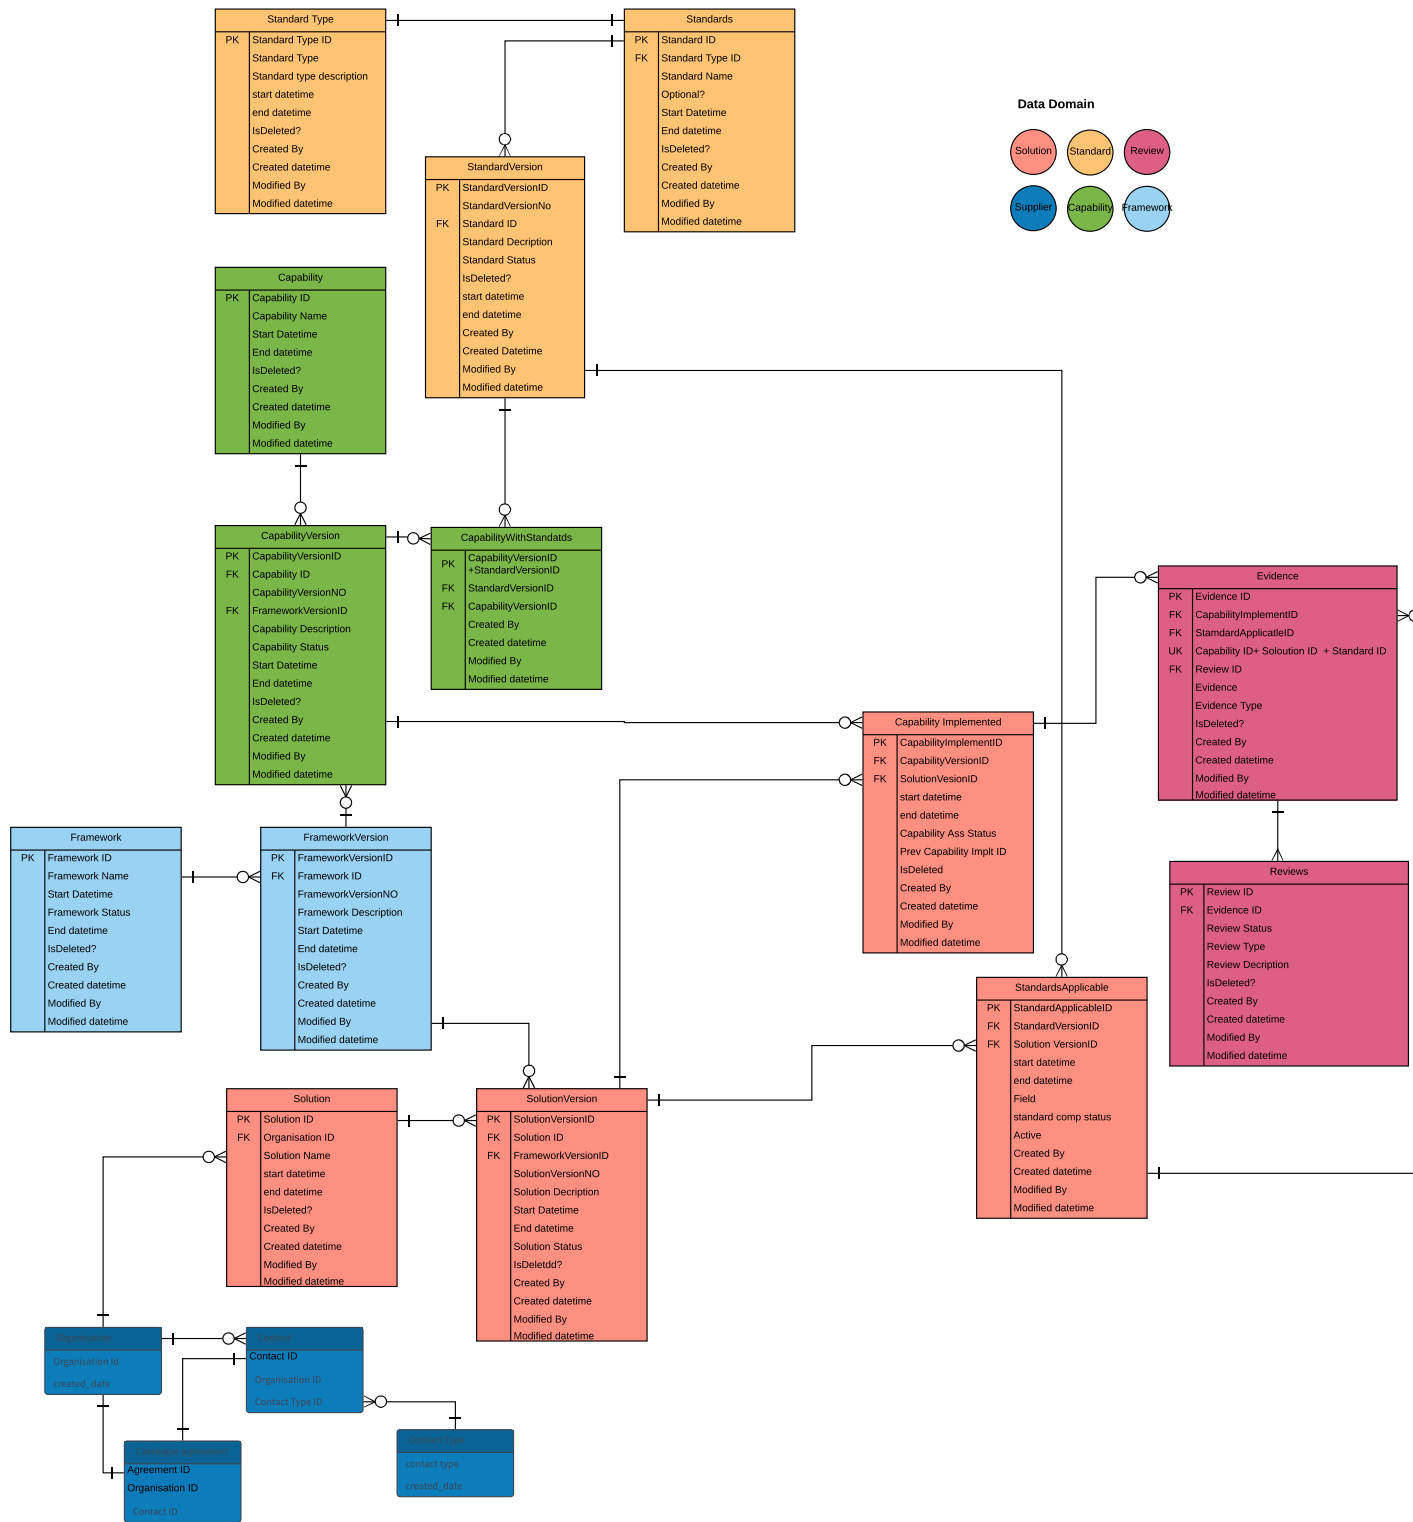 Standard Type
PK Standard Type ID
Standard Type
Standard type description
start datetime
end datetime
IsDeleted?
Created By
Created datetime
Modified By
Modified datetime
Standards
PK Standard ID
FK Standard Type ID
Standard Name
Optional?
Start Datetime
End datetime
IsDeleted?
Created By
Created datetime
Modified By
Modified datetime
Data Domain
Solution Standard Review
Supplier Capability Framework
StandardVersion
PK StandardVersionID
StandardVersionNo
FK Standard ID
Standard Decription
Standard Status
IsDeleted?
start datetime
end datetime
Created By
Created Datetime
Modified By
Modified datetime
Capability
PK Capability ID
Capability Name
Start Datetime
End datetime
IsDeleted?
Created By
Created datetime
Modified By
Modified datetime
CapabilityVersion
PK CapabilityVersionID
FK Capability ID
CapabilityVersionNO
FK FrameworkVersionID
Capability Description
Capability Status
Start Datetime
End datetime
IsDeleted?
Created By
Created datetime
Modified By
Modified datetime
CapabilityWithStandatds
PK CapabilityVersionID
+StandardVersionID
FK StandardVersionID
FK CapabilityVersionID
Created By
Created datetime
Modified By
Modified datetime
Evidence
PK Evidence ID
FK CapabilityImplementID
FK StamdardApplicatleID
UK Capability ID+ Soloution ID + Standard ID
FK Review ID
Evidence
Evidence Type
IsDeleted?
Created By
Created datetime
Modified By
Modified datetime
Capability Implemented
PK CapabilityImplementID
FK CapabilityVersionID
FK SolutionVesionID
start datetime
end datetime
Capability Ass Status
Prev Capability Implt ID
IsDeleted
Created By
Created datetime
Modified By
Modified datetime
Framework
PK Framework ID
Framework Name
Start Datetime
Framework Status
End datetime
IsDeleted?
Created By
Created datetime
Modified By
Modified datetime
FrameworkVersion
PK FrameworkVersionID
FK Framework ID
FrameworkVersionNO
Framework Description
Start Datetime
End datetime
IsDeleted?
Created By
Created datetime
Modified By
Modified datetime
Reviews
PK Review ID
FK Evidence ID
Review Status
Review Type
Review Decription
IsDeleted?
Created By
Created datetime
Modified By
Modified datetime
StandardsApplicable
PK StandardApplicableID
FK StandardVersionID
FK Solution VersionID
start datetime
end datetime
Field
standard comp status
Active
Created By
Created datetime
Modified By
Modified datetime
Solution
PK Solution ID
FK Organisation ID
Solution Name
start datetime
end datetime
IsDeleted?
Created By
Created datetime
Modified By
Modified datetime
SolutionVersion
PK SolutionVersionID
FK Solution ID
FK FrameworkVersionID
SolutionVersionNO
Solution Decription
Start Datetime
End datetime
Solution Status
IsDeletdd?
Created By
Created datetime
Modified By
Modified datetime
Organisation
Organisation Id
created_date
Contact
Contact ID
Organisation ID
Contact Type ID
Contact Type
contact type
created_date
Agreement ID
Organisation ID
Contact ID